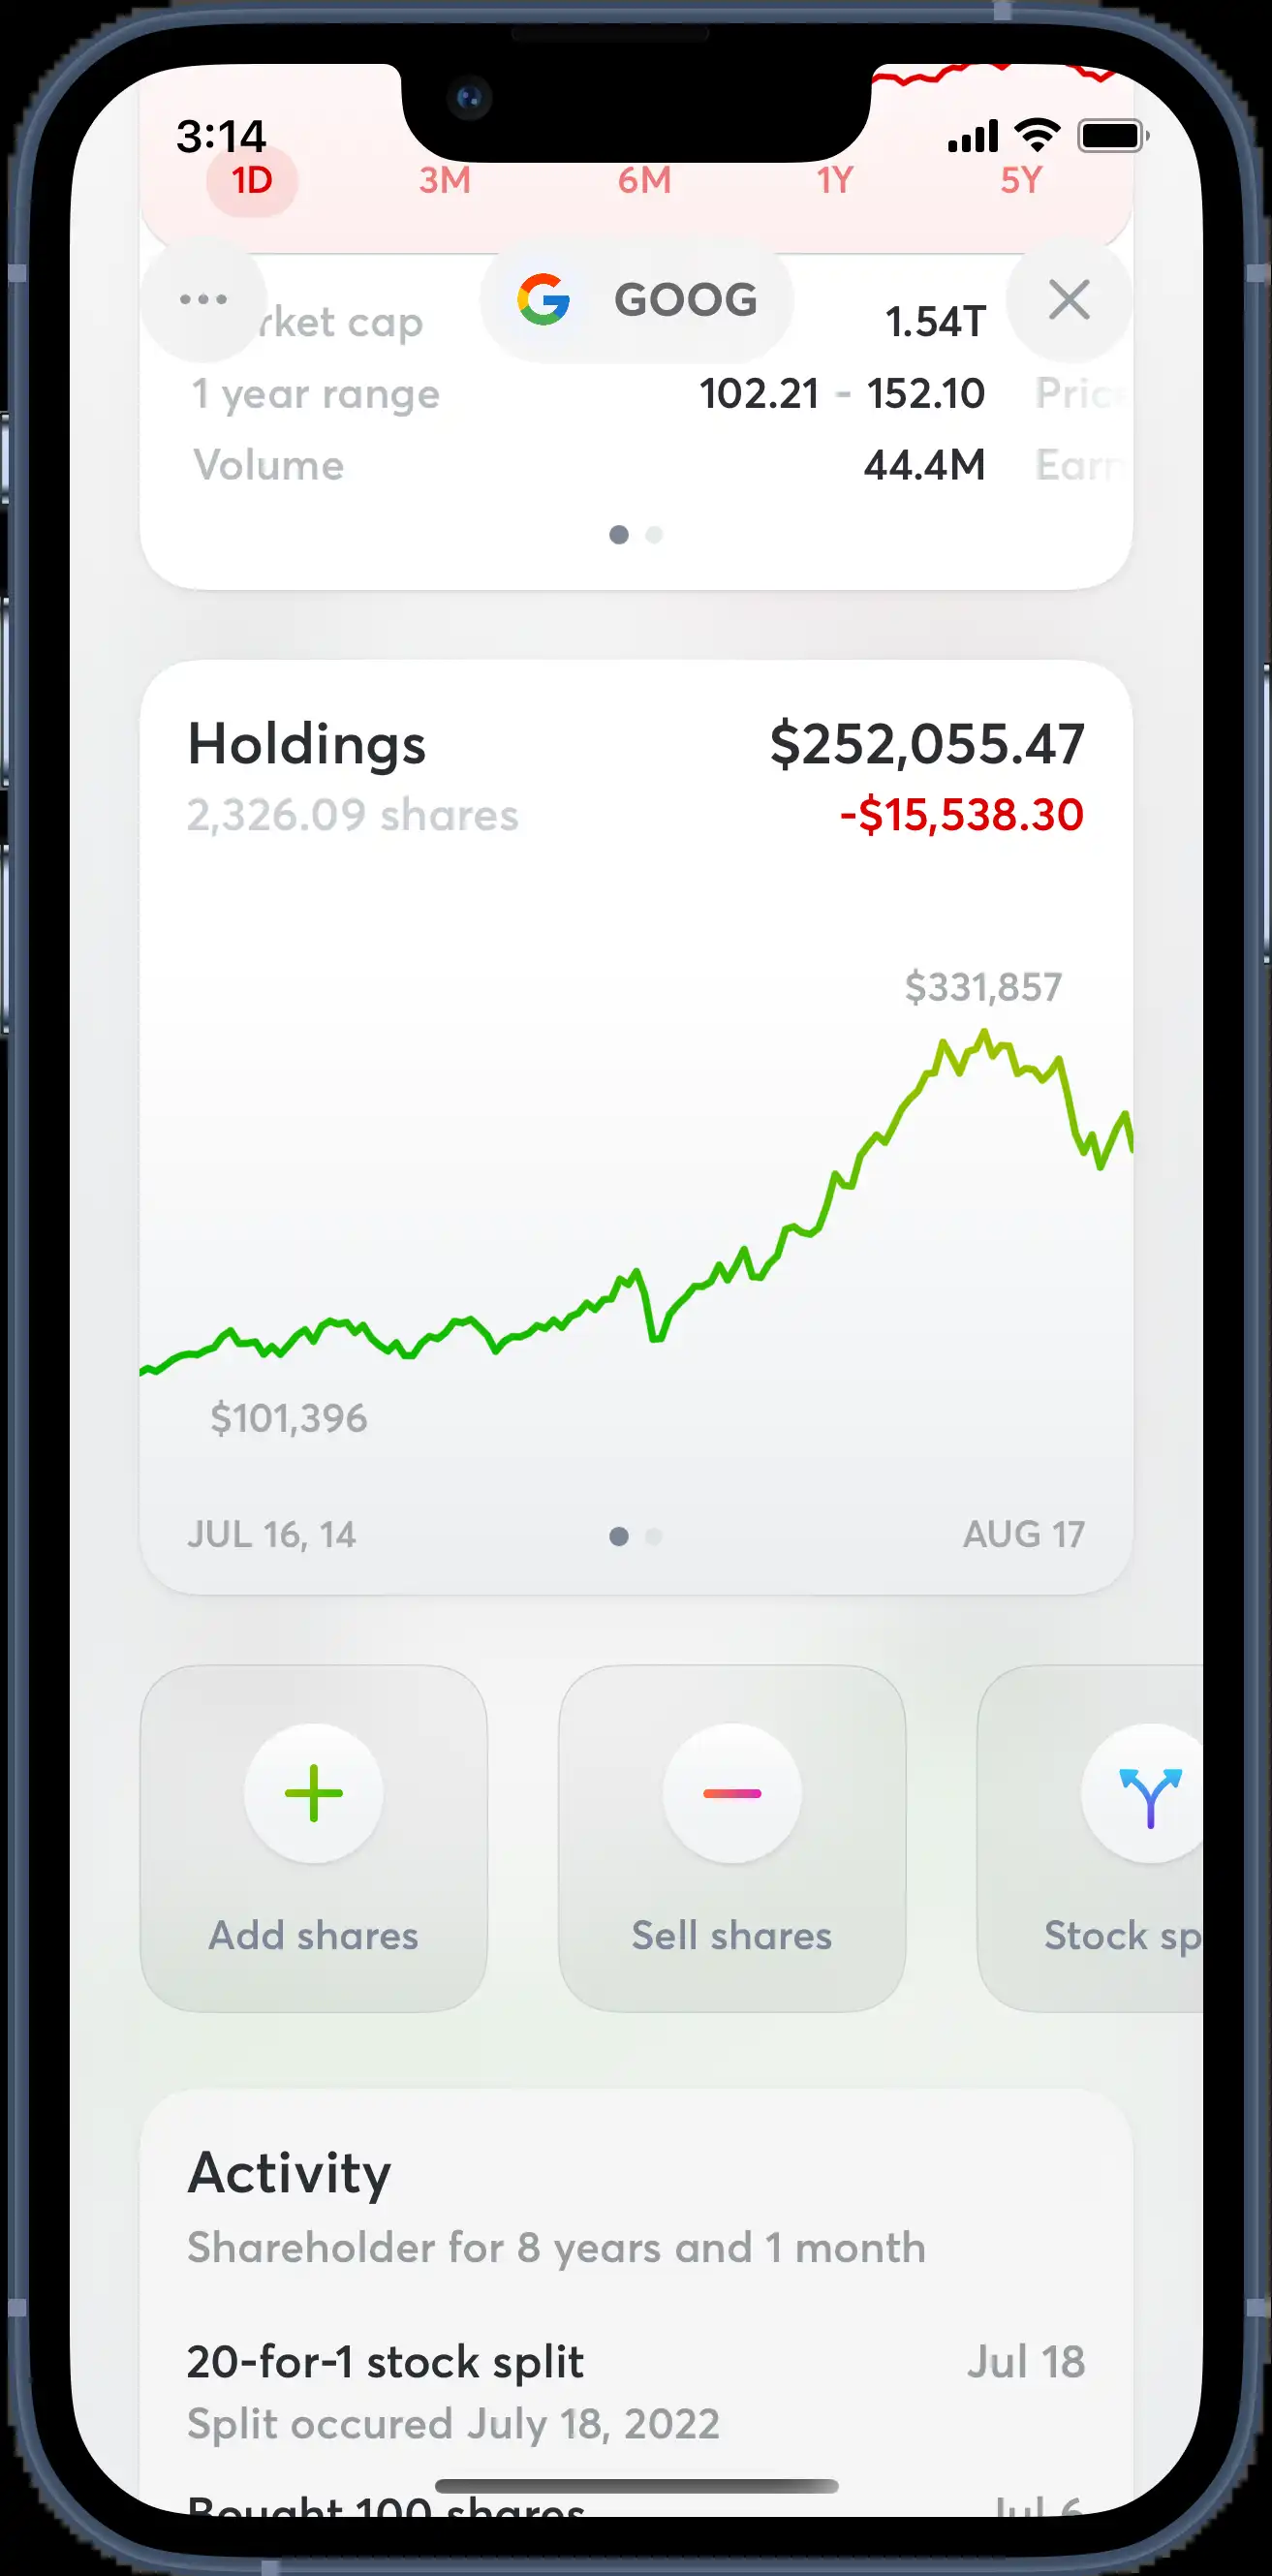 3:14
1D 3M 6M 1Y 5Y
... rket cap GOOG 1.54T
1 year range 102.21 - 152.10 Pric
Volume 44.4M Earn
Holdings $252,055.47
2,326.09 shares -$15,538.30
$331,857
$101,396
JUL 16, 14 AUG 17
Add shares Sell shares Stock sp
Activity
Shareholder for 8 years and 1 month
20-for-1 stock split Jul 18
Split occured July 18, 2022
Bought 100 shares Jul 6